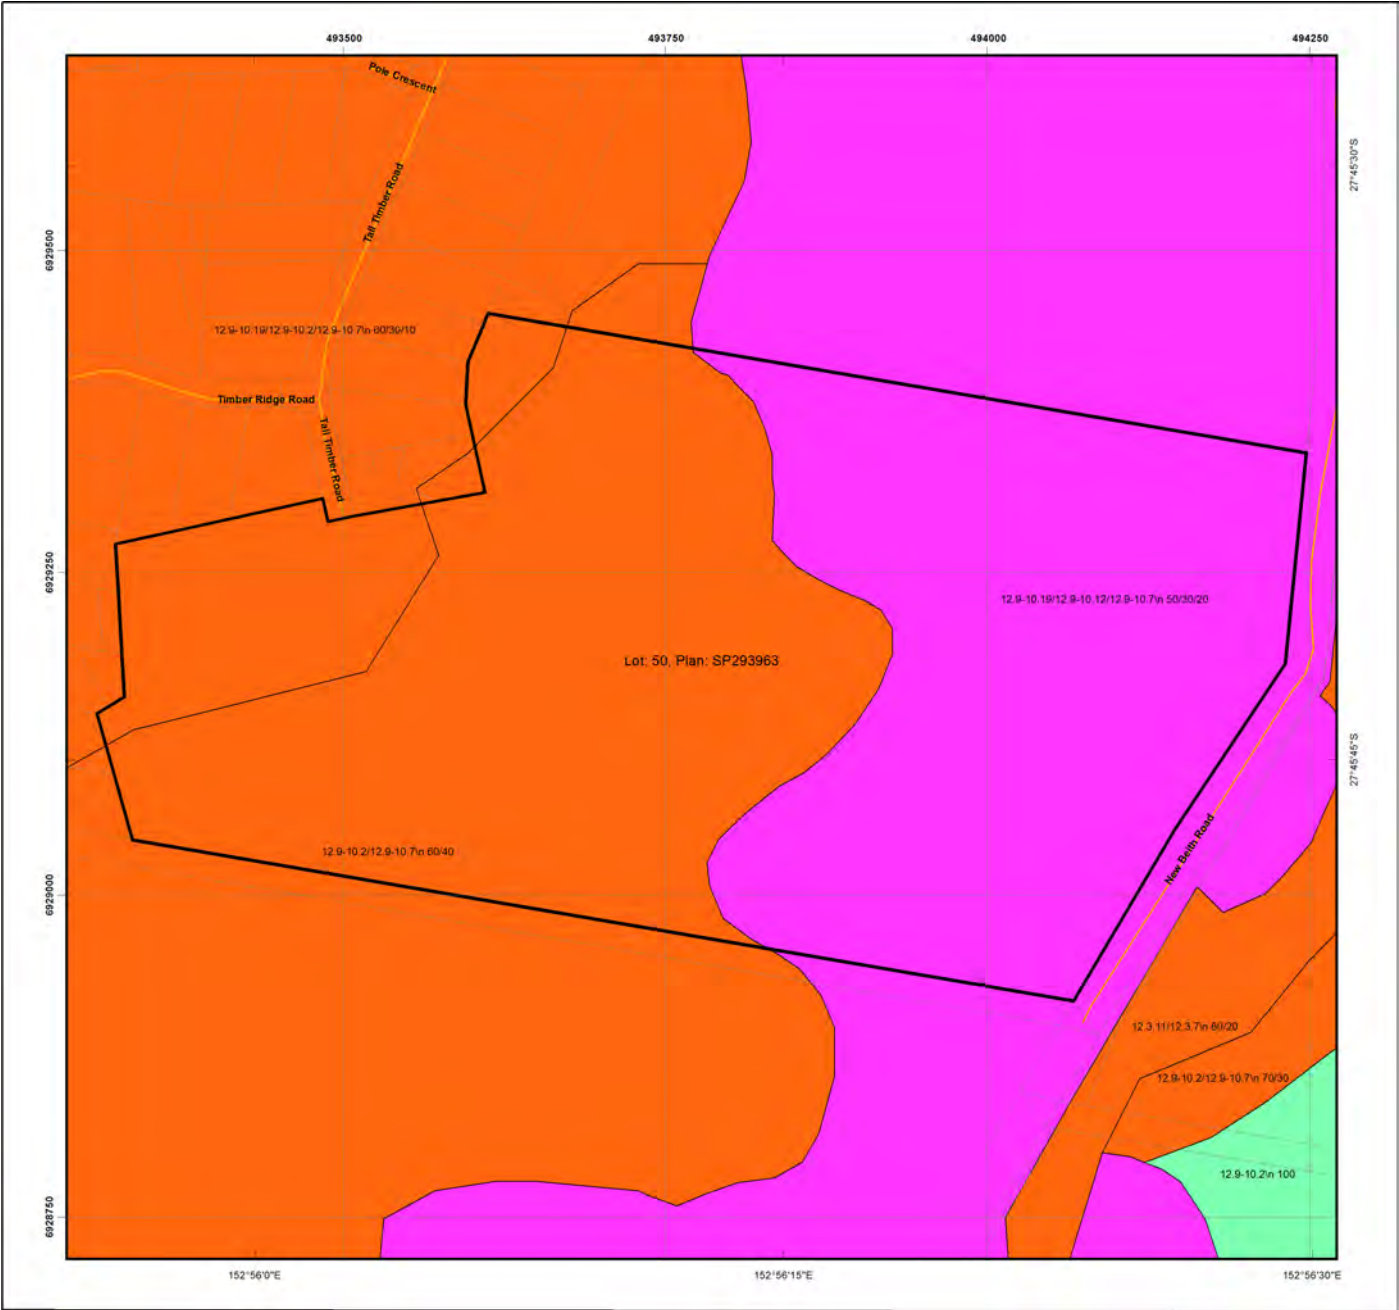 493500
493750
494000
494250
Pole Crescent
27°45'30"S
Tall Timber Road
6929500
12.9-10.19/12.9-10.2/12.9-10.7\n 60/30/10
Timber Ridge Road
Tall Timber Road
6929250
12.9-10.19/12.9-10.12/12.9-10.7\n 50/30/20
Lot: 50, Plan: SP293963
27°45'45"S
New Beith Road
12.9-10.2/12.9-10.7\n 60/40
6929000
12.3.11/12.3.7\n 80/20
12.9-10.2/12.9-10.7\n 70/30
12.9-10.2\n 100
6928750
152°56'0"E
152°56'15"E
152°56'30"E